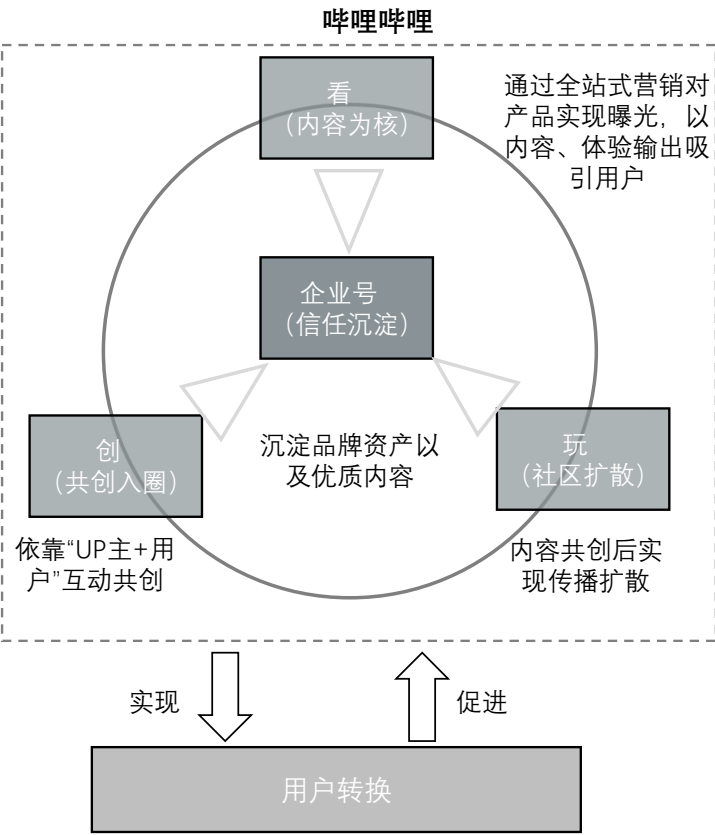 哔哩哔哩
看
（内容为核）
通过全站式营销对
产品实现曝光，以
内容、体验输出吸
引用户
企业号
（信任沉淀）
创
（共创入圈）
沉淀品牌资产以
及优质内容
玩
（社区扩散）
依靠“UP主+用
户”互动共创
内容共创后实
现传播扩散
实现
促进
用户转换